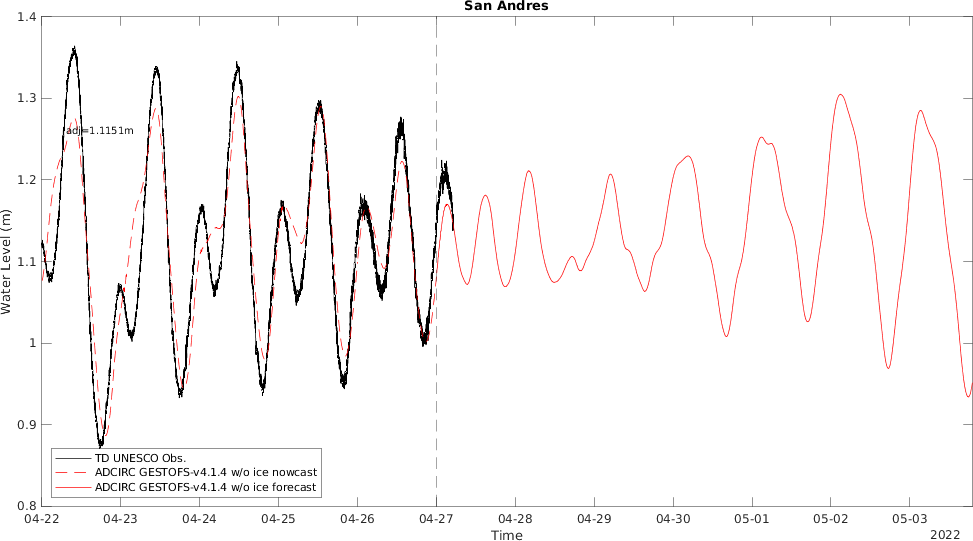 San Andres
1.4
1.3
adj=1.1151m
1.2
Water Level (m)
1.1
1
0.9
TD UNESCO Obs.
ADCIRC GESTOFS-v4.1.4 w/o ice nowcast
ADCIRC GESTOFS-v4.1.4 w/o ice forecast
0.8
04-22 04-23 04-24 04-25 04-26 04-27 04-28 04-29 04-30 05-01 05-02 05-03
Time
2022